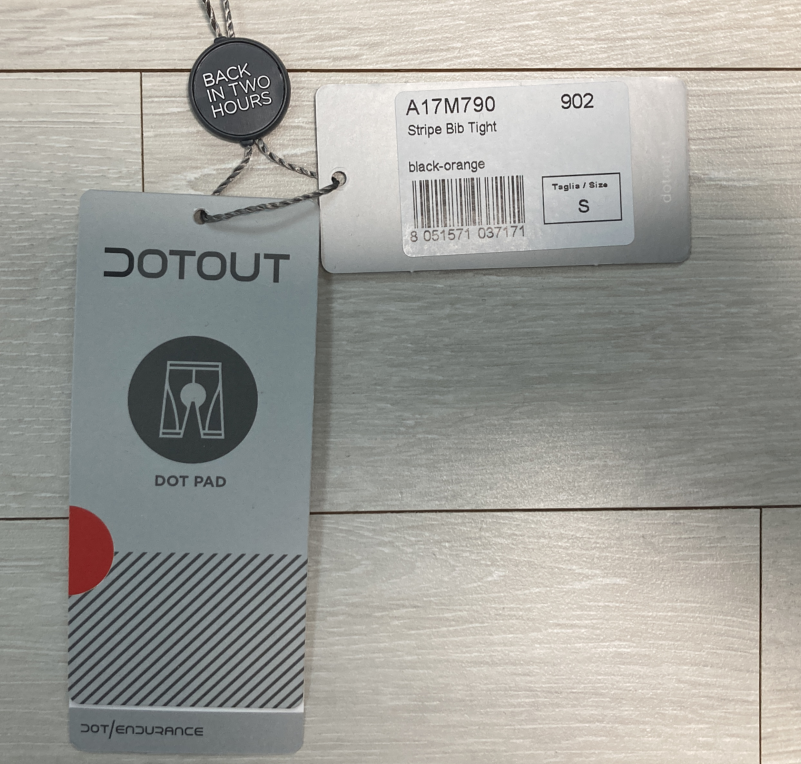 BACK
IN TWO
HOURS
A17M790 902
Stripe Bib Tight
black-orange
Taglia / Size
S
8 051571 037171
dotout
DOTOUT
DOT PAD
DOT/ENDURANCE